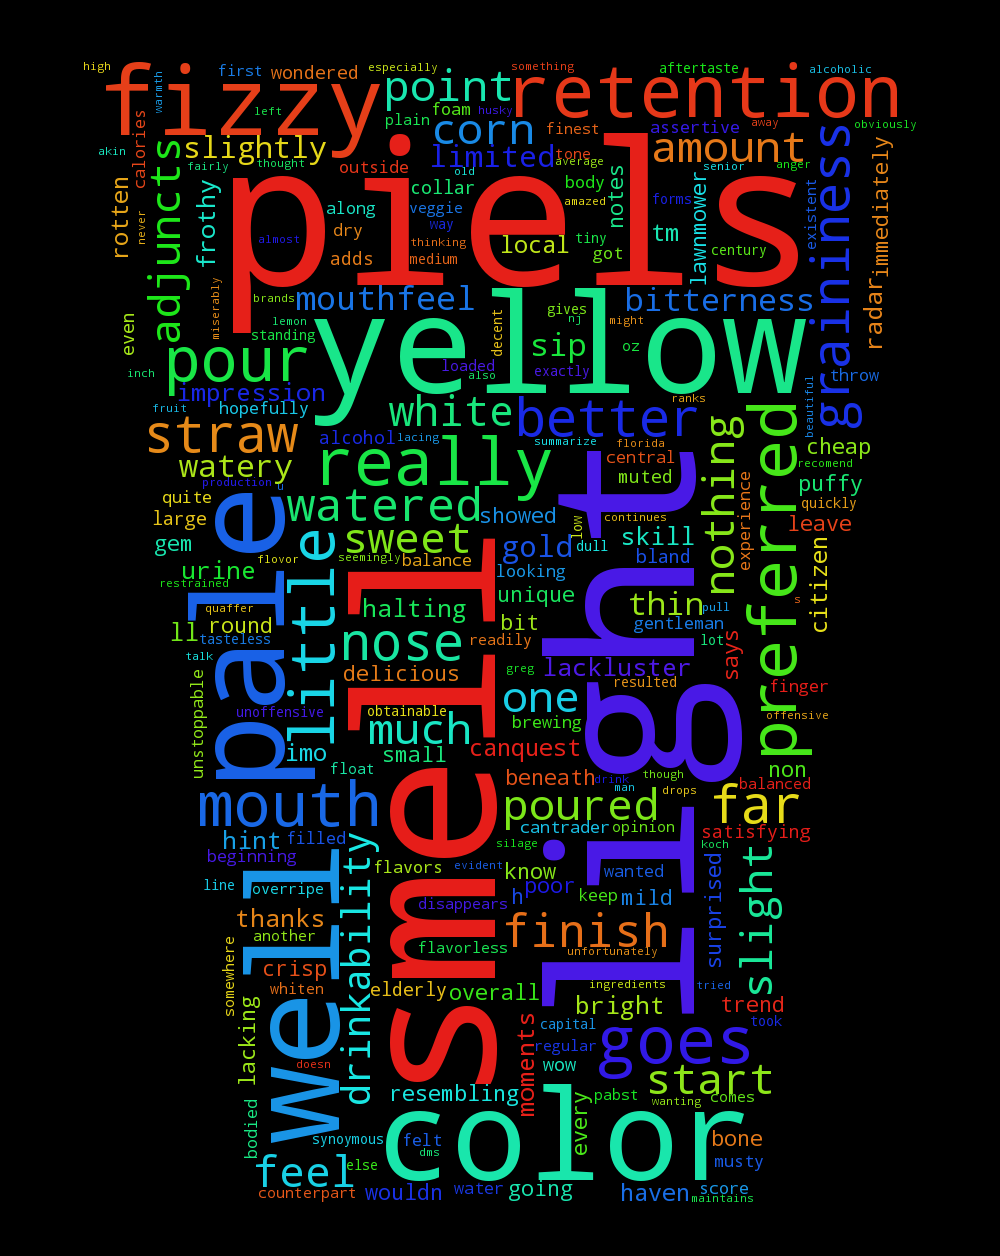 high
especially
something
alcoholic
fizzy
first
wondered
point
retention
aftertaste
warmth
left
foam
husky
calories
plain
corn
finest
assertive
away
obviously
akin
slightly
fairly
thought
outside
limited
tone
average
amount
anger
old
senior
rotten
never
adjuncts
frothy
piels
along
collar
body
amazed
notes
forms
lawnmower
existent
graininess
immediately
veggie
way
dry
almost
thinking
adds
medium
local
tiny
got
tm
century
radar
miserably
brands
mouthfeel
bitterness
gives
nj
might
lemon
standing
even
yellow
decent
sip
oz
pour
loaded
also
exactly
inch
throw
impression
beautiful
fruit
hopefully
white
better
ranks
preferred
straw
alcohol
lacing
summarize
florida
nothing
cheap
watery
really
central
recomend
production
u
muted
puffy
quite
watered
showed
low
continues
experience
quickly
large
sweet
gold
dull
skill
leave
gem
pale
little
flovor
seemingly
balance
looking
bland
citizen
urine
restrained
unique
quaffer
halting
thin
pull
s
ll
round
tasteless
nose
bit
gentleman
readily
lot
says
talk
delicious
greg
lackluster
resulted
finger
unstoppable
unoffensive
obtainable
one
light
offensive
much
brewing
imo
small
canquest
float
beneath
drink
though
non
balanced
mouth
smell
man
drops
poured
far
hint
filled
cantrader
opinion
satisfying
silage
koch
beginning
drinkability
flavors
evident
know
wanted
surprised
slight
line
overripe
h
poor
keep
mild
well
disappears
thanks
another
flavorless
finish
unfortunately
somewhere
crisp
whiten
elderly
overall
ingredients
tried
lacking
bright
trend
capital
took
moments
regular
goes
doesn
wow
start
resembling
pabst
wanting
comes
bodied
every
synoymous
felt
color
bone
dms
feel
else
musty
counterpart
wouldn
water
going
haven
score
maintains